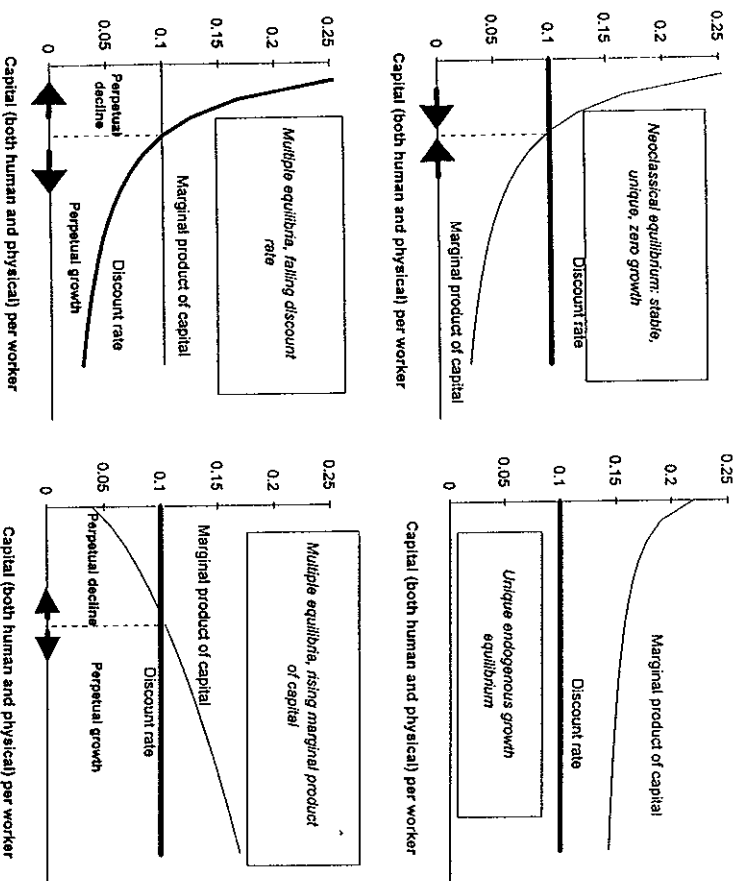 0.25
0.2
0.15
0.1
0.05
0
Neoclassical equilibrium: stable,
unique, zero growth
Discount rate
Marginal product of capital
Capital (both human and physical) per worker
0.25
0.2
0.15
0.1
0.05
0
Marginal product of capital
Discount rate
Unique endogenous growth
equilibrium
Capital (both human and physical) per worker
0.25
0.2
0.15
0.1
0.05
0
Multiple equilibria, falling discount
rate
Marginal product of capital
Perpetual
decline
Discount rate
Perpetual growth
Capital (both human and physical) per worker
0.25
0.2
0.15
0.1
0.05
0
Multiple equilibria, rising marginal product
of capital
Marginal product of capital
Discount rate
Perpetual decline
Perpetual growth
Capital (both human and physical) per worker